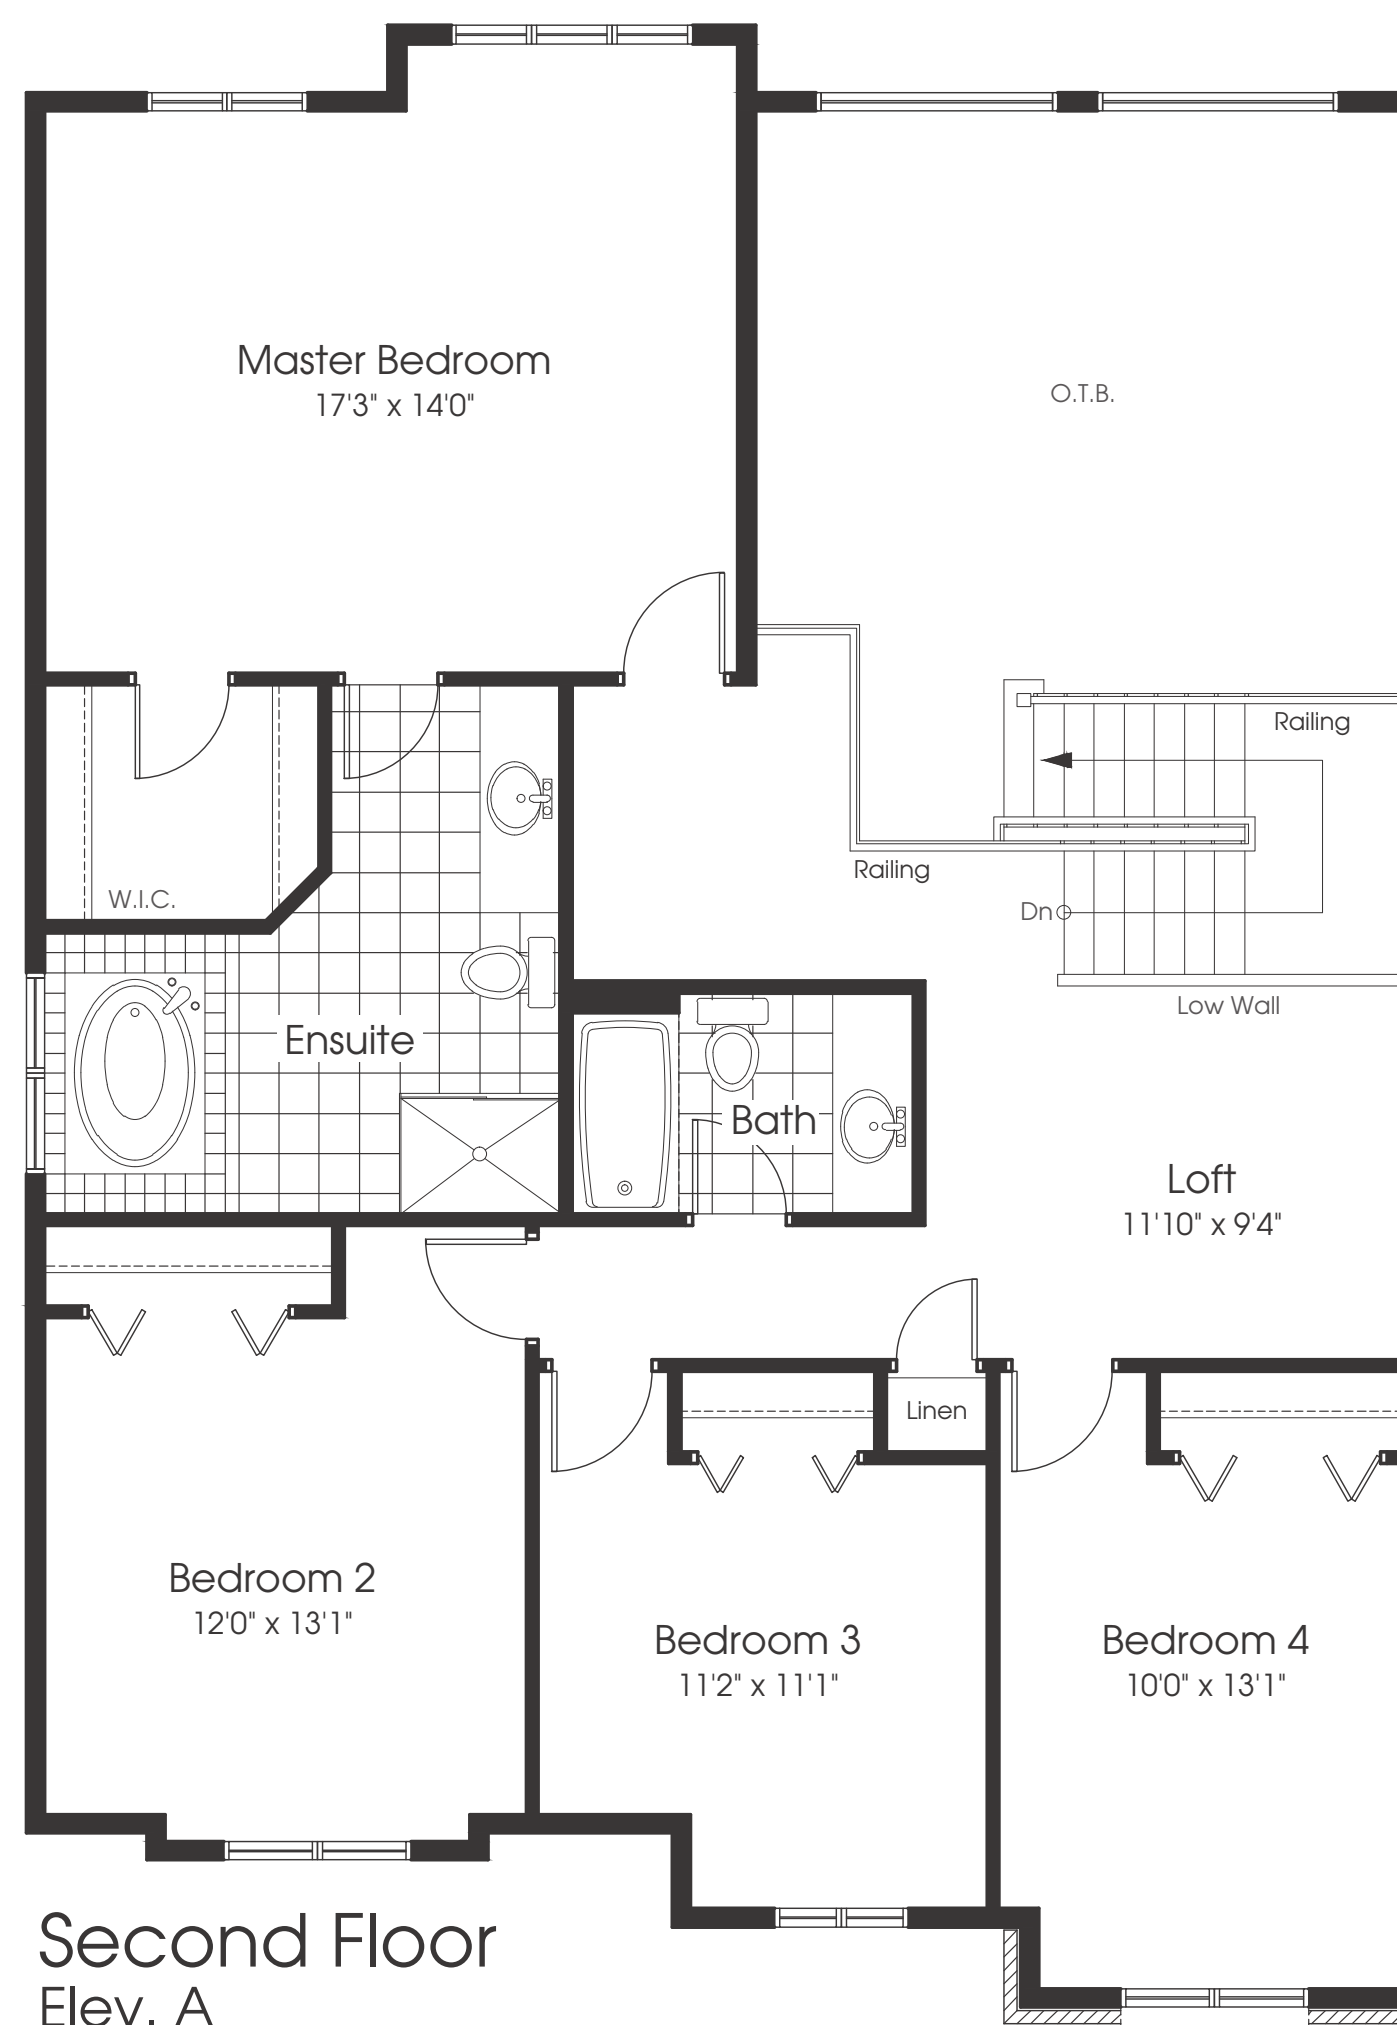 Master Bedroom
17'3" x 14'0"
O.T.B.
Railing
Railing
W.I.C.
Dn
Low Wall
Ensuite
Bath
Loft
11'10" x 9'4"
Linen
Bedroom 2
12'0" x 13'1"
Bedroom 3
11'2" x 11'1"
Bedroom 4
10'0" x 13'1"
Second Floor
Elev. A